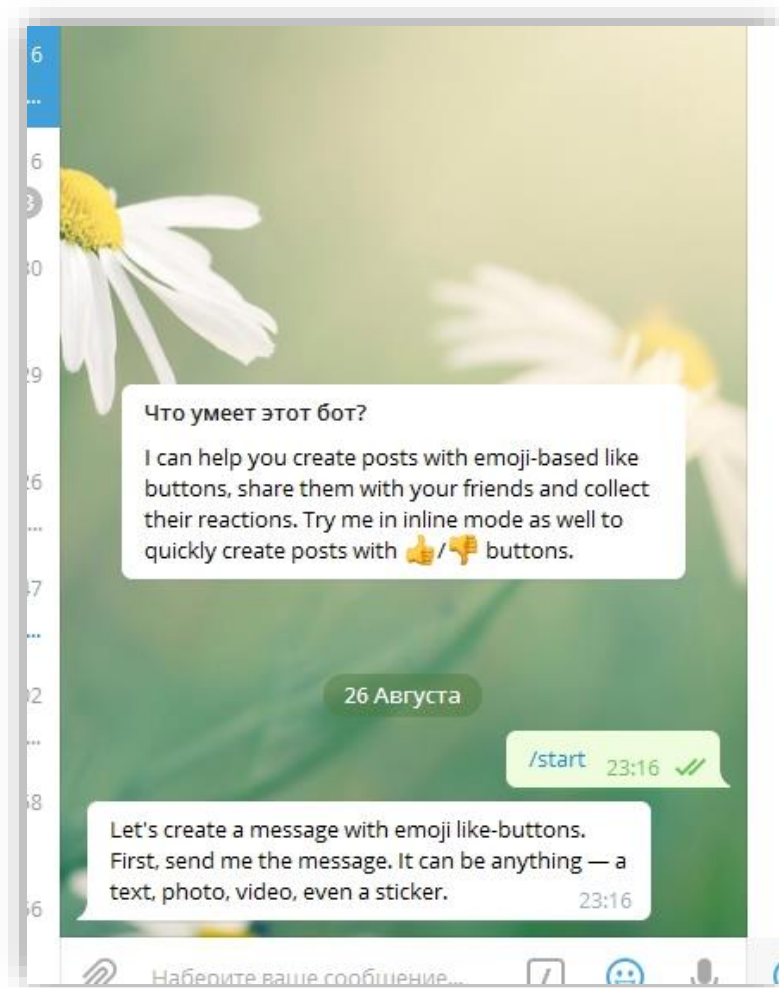 Что умеет этот бот?
I can help you create posts with emoji-based like
buttons, share them with your friends and collect
their reactions. Try me in inline mode as well to
quickly create posts with 👍/👎 buttons.
26 Августа
/start 23:16
Let's create a message with emoji like-buttons.
First, send me the message. It can be anything — a
text, photo, video, even a sticker.
23:16
Наберите ваше сообщение...